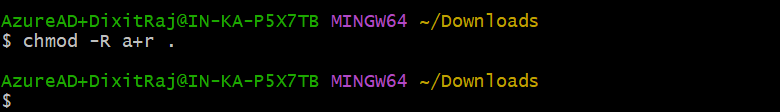 AzureAD+DixitRaj@IN-KA-P5X7TB MINGW64 ~/Downloads
$ chmod -R a+r .
AzureAD+DixitRaj@IN-KA-P5X7TB MINGW64 ~/Downloads
$